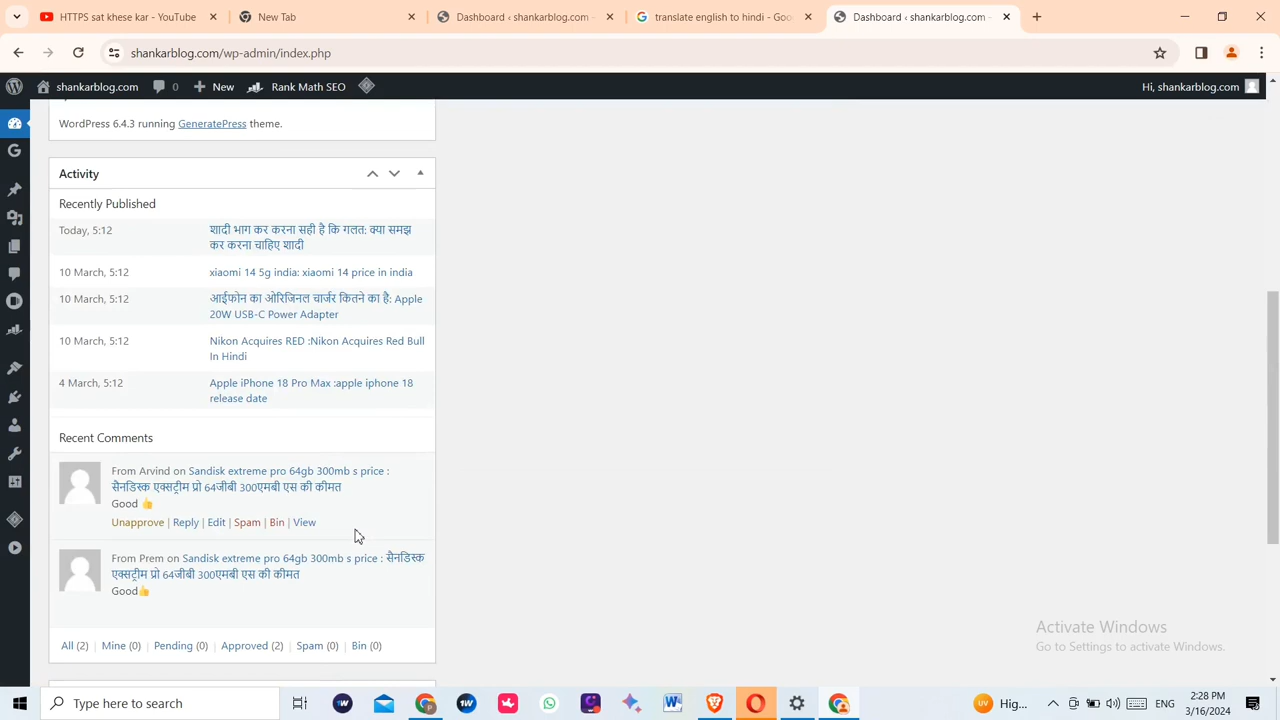 HTTPS sat khese kar - YouTube
New Tab
Dashboard ‹ shankarblog.com -
translate english to hindi - Goo
Dashboard ‹ shankarblog.com -
shankarblog.com/wp-admin/index.php
shankarblog.com
0
New
Rank Math SEO
Hi, shankarblog.com
WordPress 6.4.3 running GeneratePress theme.
Activity
Recently Published
Today, 5:12
शादी भाग कर करना सही है कि गलत: क्या समझ
कर करना चाहिए शादी
10 March, 5:12
xiaomi 14 5g india: xiaomi 14 price in india
10 March, 5:12
आईफोन का ओरिजिनल चार्जर कितने का है: Apple
20W USB-C Power Adapter
10 March, 5:12
Nikon Acquires RED :Nikon Acquires Red Bull
In Hindi
4 March, 5:12
Apple iPhone 18 Pro Max :apple iphone 18
release date
Recent Comments
From Arvind on Sandisk extreme pro 64gb 300mb s price :
सैनडिस्क एक्सट्रीम प्रो 64जीबी 300एमबी एस की कीमत
Good 👍
Unapprove | Reply | Edit | Spam | Bin | View
From Prem on Sandisk extreme pro 64gb 300mb s price : सैनडिस्क
एक्सट्रीम प्रो 64जीबी 300एमबी एस की कीमत
Good👍
All (2) | Mine (0) | Pending (0) | Approved (2) | Spam (0) | Bin (0)
Activate Windows
Go to Settings to activate Windows.
Type here to search
Hig...
ENG
2:28 PM
3/16/2024